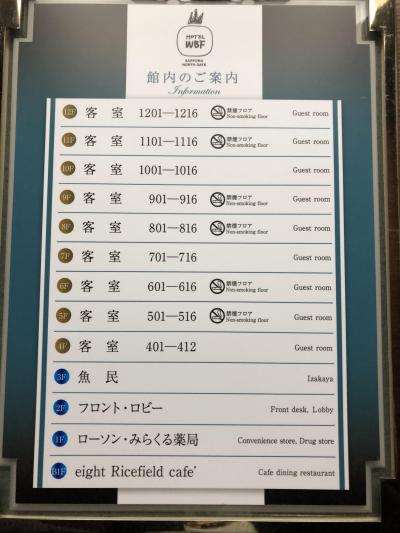 HOTEL
WBF
SAPPORO
NORTH GATE
館内のご案内
Information
12F 客室 1201—1216 禁煙フロア Non-smoking floor Guest room
11F 客室 1101—1116 禁煙フロア Non-smoking floor Guest room
10F 客室 1001—1016 Guest room
9F 客室 901—916 禁煙フロア Non-smoking floor Guest room
8F 客室 801—816 禁煙フロア Non-smoking floor Guest room
7F 客室 701—716 Guest room
6F 客室 601—616 禁煙フロア Non-smoking floor Guest room
5F 客室 501—516 禁煙フロア Non-smoking floor Guest room
4F 客室 401—412 Guest room
3F 魚民 Izakaya
2F フロント・ロビー Front desk, Lobby
1F ローソン・みらくる薬局 Convenience store, Drug store
B1F eight Ricefield cafe' Cafe dining restaurant